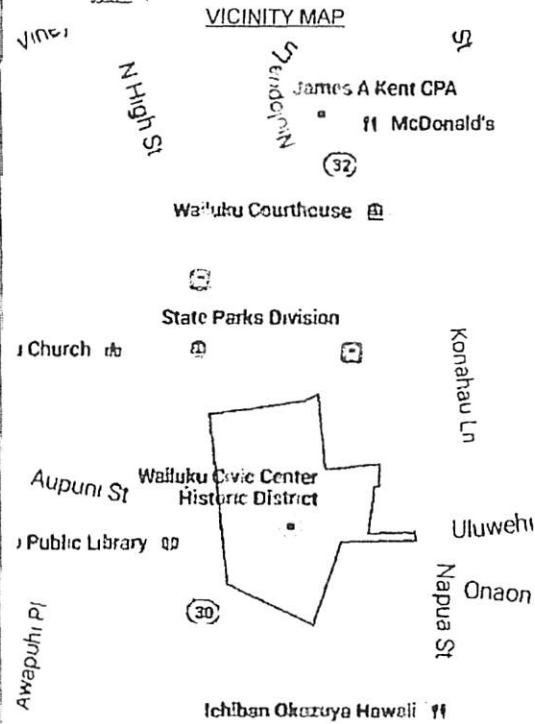 VICINITY MAP
St
N High St
James A Kent CPA
McDonald's
32
Wailuku Courthouse
State Parks Division
Church
Konahau Ln
Aupuni St
Wailuku Civic Center
Historic District
Public Library
Uluwehi
Onaon
Napua St
30
Awapuhi Pl
Ichiban Okazuya Hawaii